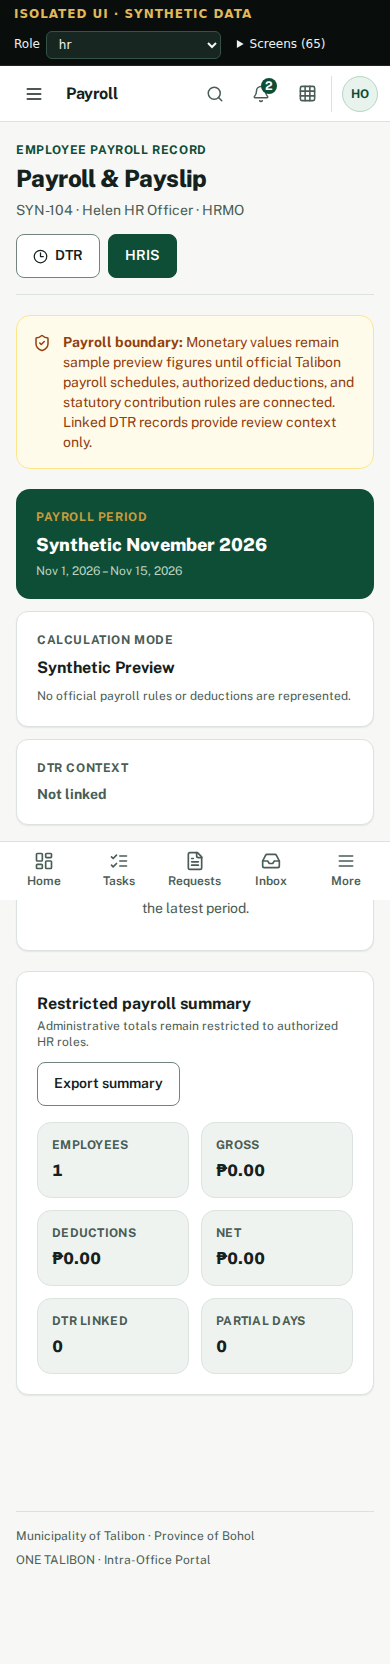 ISOLATED UI · SYNTHETIC DATA
Role hr ▶ Screens (65)
Payroll 2 HO
EMPLOYEE PAYROLL RECORD
Payroll & Payslip
SYN-104 · Helen HR Officer · HRMO
DTR HRIS
Payroll boundary: Monetary values remain
sample preview figures until official Talibon
payroll schedules, authorized deductions, and
statutory contribution rules are connected.
Linked DTR records provide review context
only.
PAYROLL PERIOD
Synthetic November 2026
Nov 1, 2026 – Nov 15, 2026
CALCULATION MODE
Synthetic Preview
No official payroll rules or deductions are represented.
DTR CONTEXT
Not linked
Home Tasks Requests Inbox More
the latest period.
Restricted payroll summary
Administrative totals remain restricted to authorized
HR roles.
Export summary
EMPLOYEES GROSS
1 ₱0.00
DEDUCTIONS NET
₱0.00 ₱0.00
DTR LINKED PARTIAL DAYS
0 0
Municipality of Talibon · Province of Bohol
ONE TALIBON · Intra-Office Portal